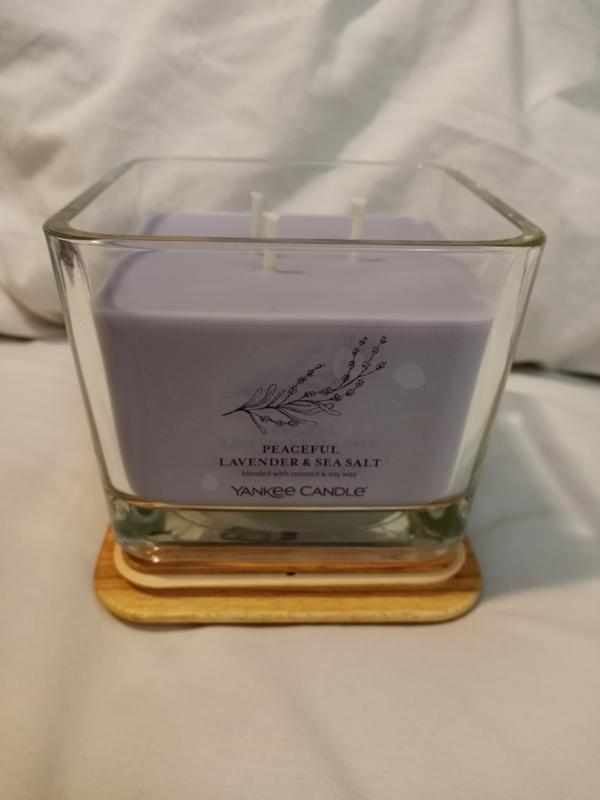 PEACEFUL
LAVENDER & SEA SALT
blended with coconut & soy wax
YANKEE CANDLE®